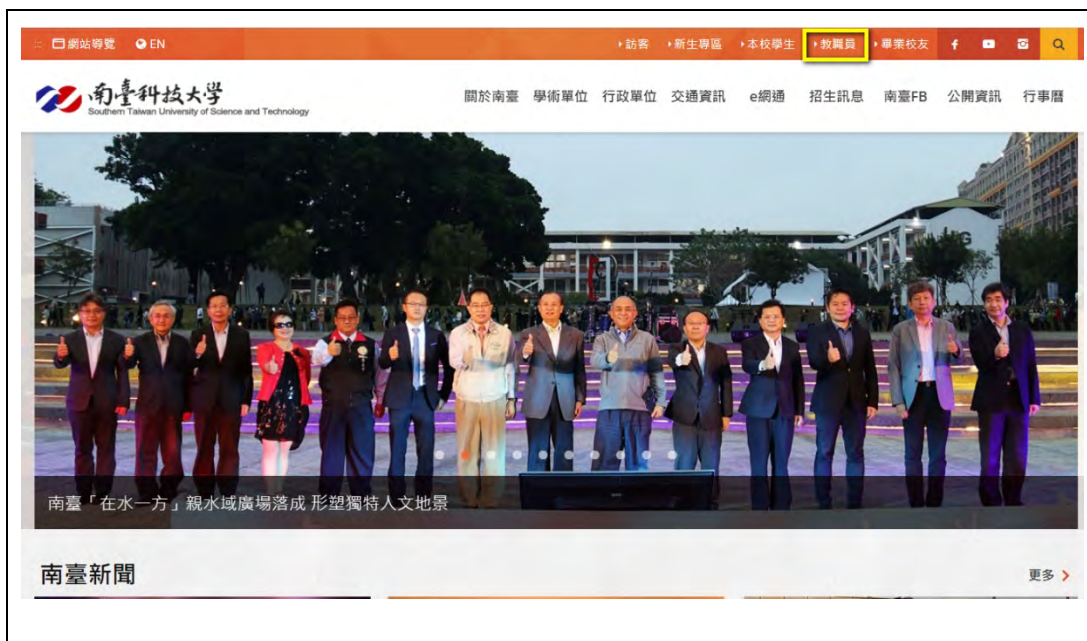 網站導覽 EN 訪客 新生專區 本校學生 教職員 畢業校友
南臺科技大学
Southern Taiwan University of Science and Technology
關於南臺 學術單位 行政單位 交通資訊 e網通 招生訊息 南臺FB 公開資訊 行事曆
南臺「在水一方」親水域廣場落成 形塑獨特人文地景
南臺新聞 更多